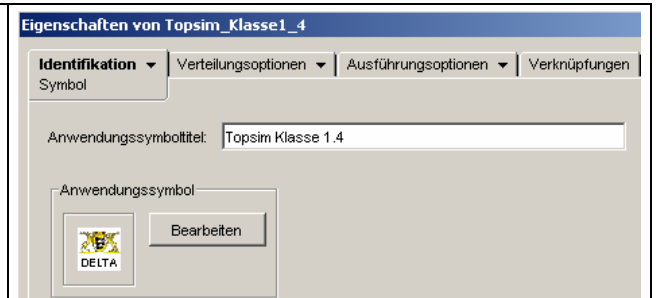 Eigenschaften von Topsim_Klasse1_4
Identifikation Verteilungsoptionen Ausführungsoptionen Verknüpfungen
Symbol
Anwendungssymboltitel: Topsim Klasse 1.4
Anwendungssymbol
Bearbeiten
DELTA